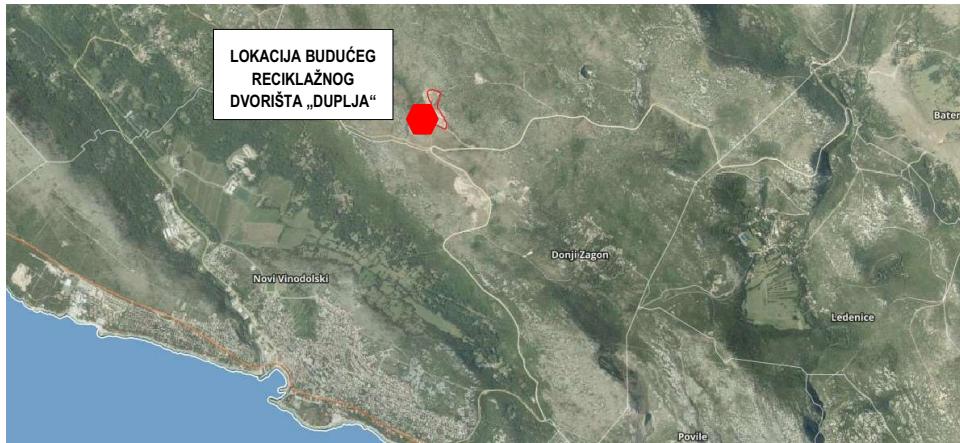 LOKACIJA BUDUĆEG
RECIKLAŽNOG
DVORIŠTA „DUPLJA“
Bater
Donji Zagon
Novi Vinodolski
Ledenice
Povile